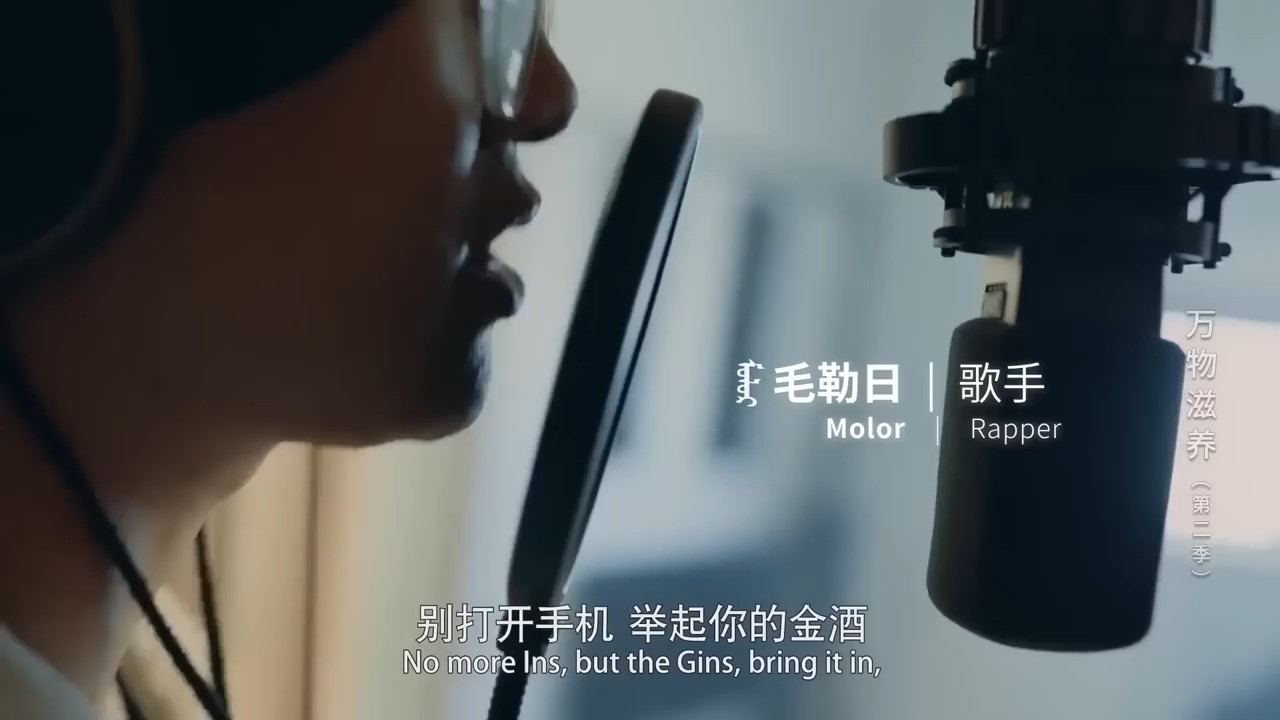 毛勒日 | 歌手
Molor | Rapper
万物滋养(第二季)
别打开手机 举起你的金酒
No more Ins, but the Gins, bring it in,